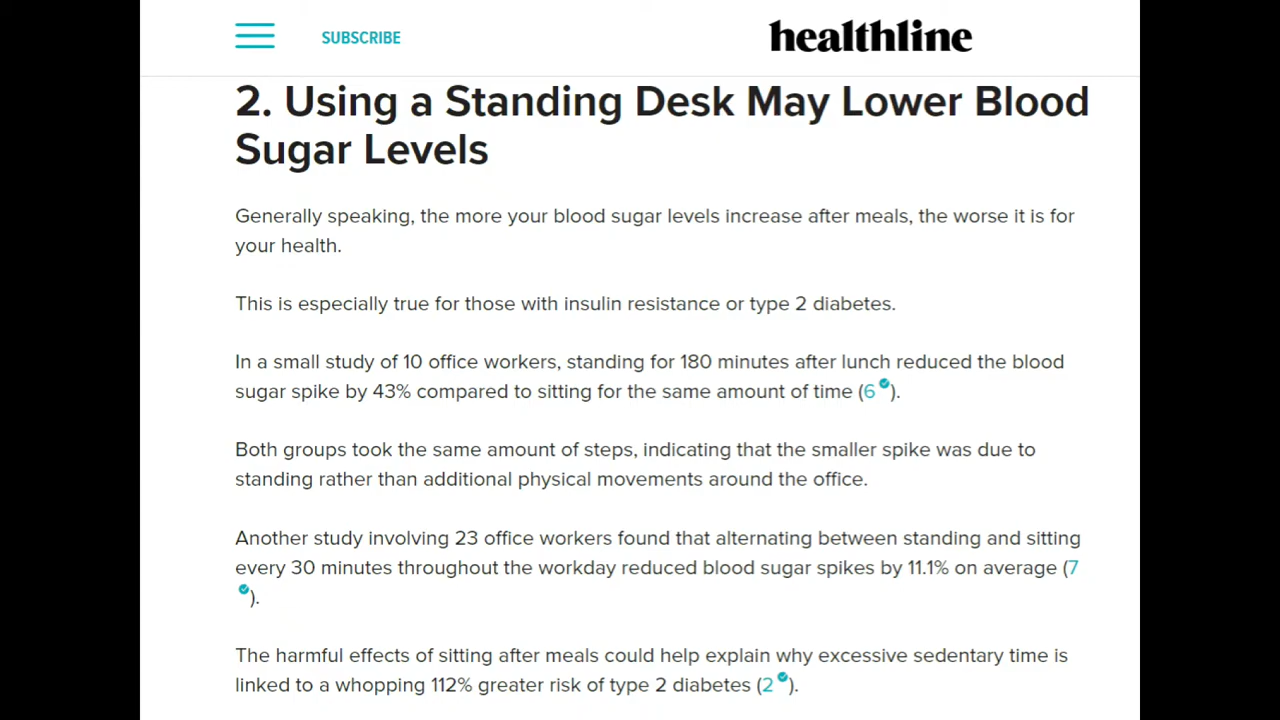 SUBSCRIBE
healthline
2. Using a Standing Desk May Lower Blood
Sugar Levels
Generally speaking, the more your blood sugar levels increase after meals, the worse it is for
your health.
This is especially true for those with insulin resistance or type 2 diabetes.
In a small study of 10 office workers, standing for 180 minutes after lunch reduced the blood
sugar spike by 43% compared to sitting for the same amount of time (6).
Both groups took the same amount of steps, indicating that the smaller spike was due to
standing rather than additional physical movements around the office.
Another study involving 23 office workers found that alternating between standing and sitting
every 30 minutes throughout the workday reduced blood sugar spikes by 11.1% on average (7
).
The harmful effects of sitting after meals could help explain why excessive sedentary time is
linked to a whopping 112% greater risk of type 2 diabetes (2).